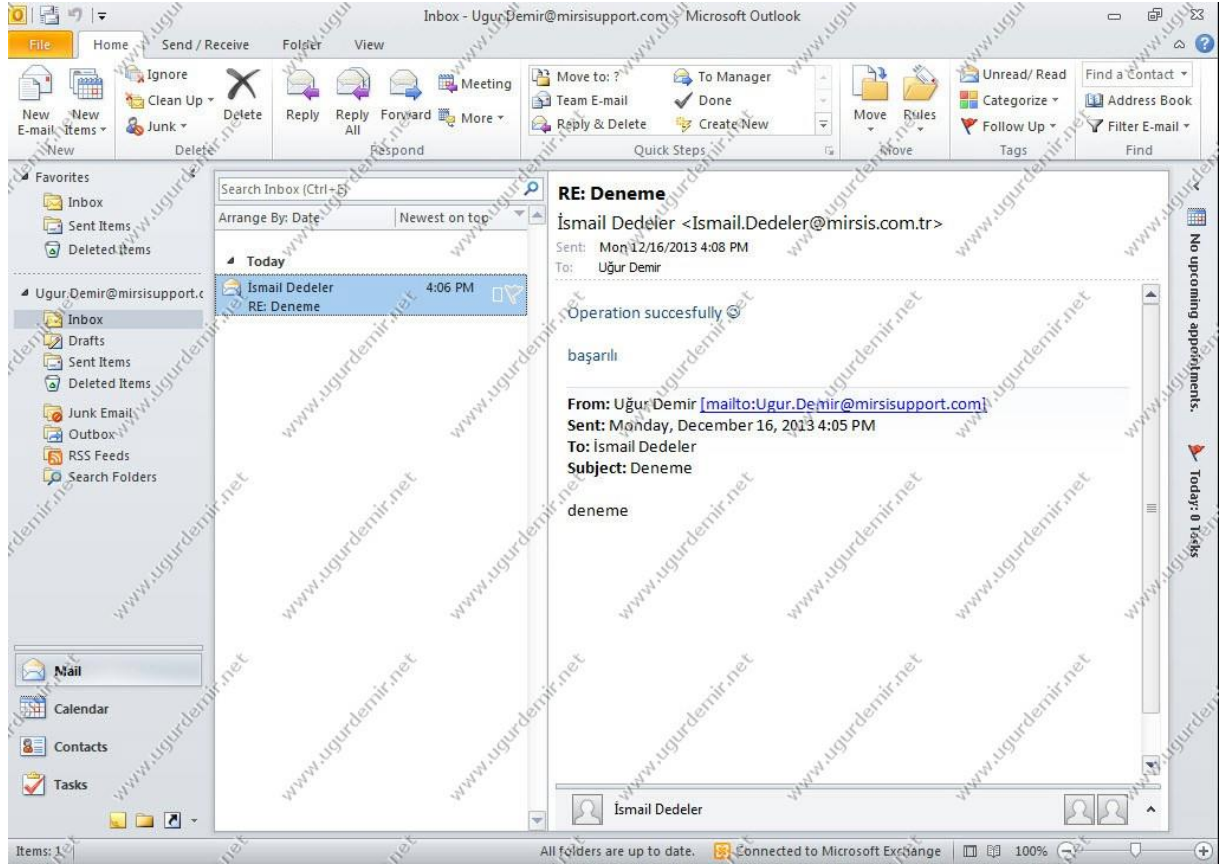 Inbox - Ugur.Demir@mirsisupport.com - Microsoft Outlook
File Home Send / Receive Folder View
New E-mail
New Items
New
Ignore
Clean Up
Junk
Delete
Delete
Reply
Reply All
Forward
Meeting
More
Respond
Move to: ?
Team E-mail
Reply & Delete
To Manager
Done
Create New
Quick Steps
Move
Rules
Move
Unread/ Read
Categorize
Follow Up
Tags
Find a Contact
Address Book
Filter E-mail
Find
Favorites
Inbox
Sent Items
Deleted Items
Ugur.Demir@mirsisupport.c
Inbox
Drafts
Sent Items
Deleted Items
Junk Email
Outbox
RSS Feeds
Search Folders
Mail
Calendar
Contacts
Tasks
Search Inbox (Ctrl+E)
Arrange By: Date Newest on top
Today
İsmail Dedeler 4:06 PM
RE: Deneme
RE: Deneme
İsmail Dedeler <Ismail.Dedeler@mirsis.com.tr>
Sent: Mon 12/16/2013 4:08 PM
To: Uğur Demir
Operation succesfully ☺
başarılı
From: Uğur Demir [mailto:Ugur.Demir@mirsisupport.com]
Sent: Monday, December 16, 2013 4:05 PM
To: İsmail Dedeler
Subject: Deneme
deneme
İsmail Dedeler
No upcoming appointments.
Today: 0 Tasks
Items: 1
All folders are up to date. Connected to Microsoft Exchange 100%
www.ugurdemir.net